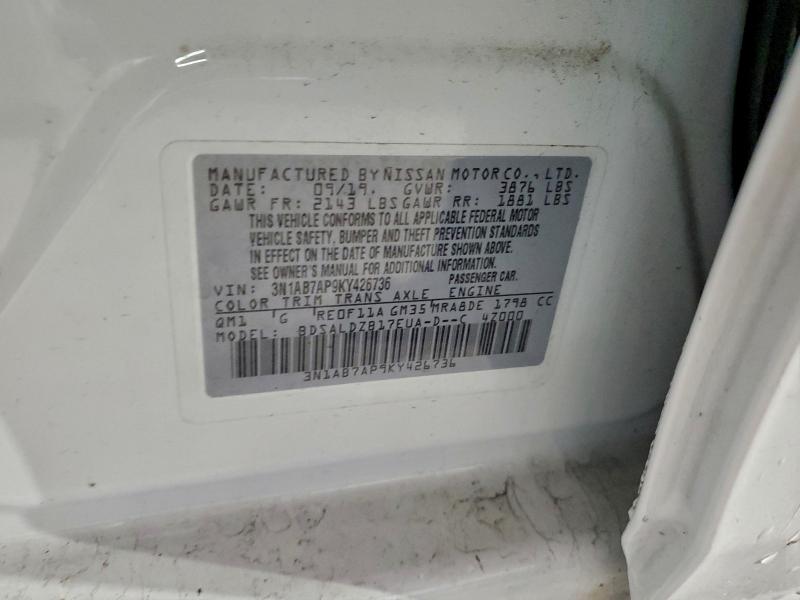 MANUFACTURED BY NISSAN MOTOR CO., LTD.
DATE: 09/19. GVWR: 3876 LBS
GAWR FR: 2143 LBS GAWR RR: 1881 LBS
THIS VEHICLE CONFORMS TO ALL APPLICABLE FEDERAL MOTOR
VEHICLE SAFETY, BUMPER AND THEFT PREVENTION STANDARDS
IN EFFECT ON THE DATE OF MANUFACTURE SHOWN ABOVE.
SEE OWNER'S MANUAL FOR ADDITIONAL INFORMATION.
VIN: 3N1AB7AP9KY426736 PASSENGER CAR.
COLOR TRIM TRANS AXLE ENGINE
QM1 G RE0F11A GM35 MRA8DE 1798 CC
MODEL: BDSALDZB17EUA-D--C 4Z000
3N1AB7AP9KY426736